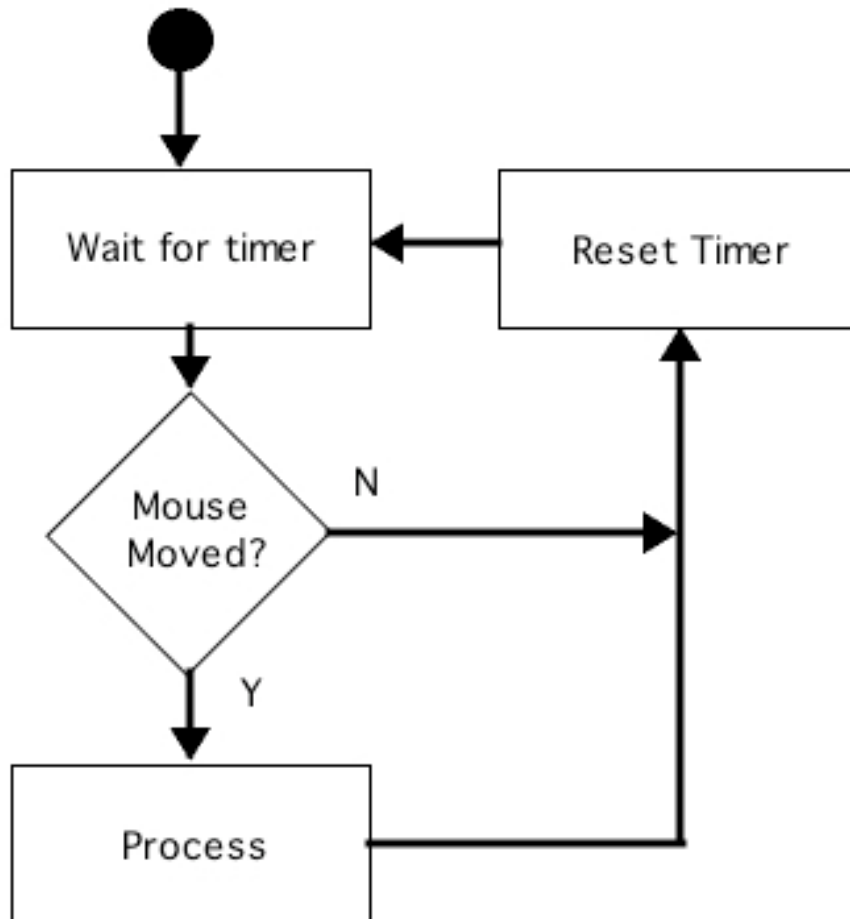 Wait for timer
Reset Timer
N
Mouse
Moved?
Y
Process